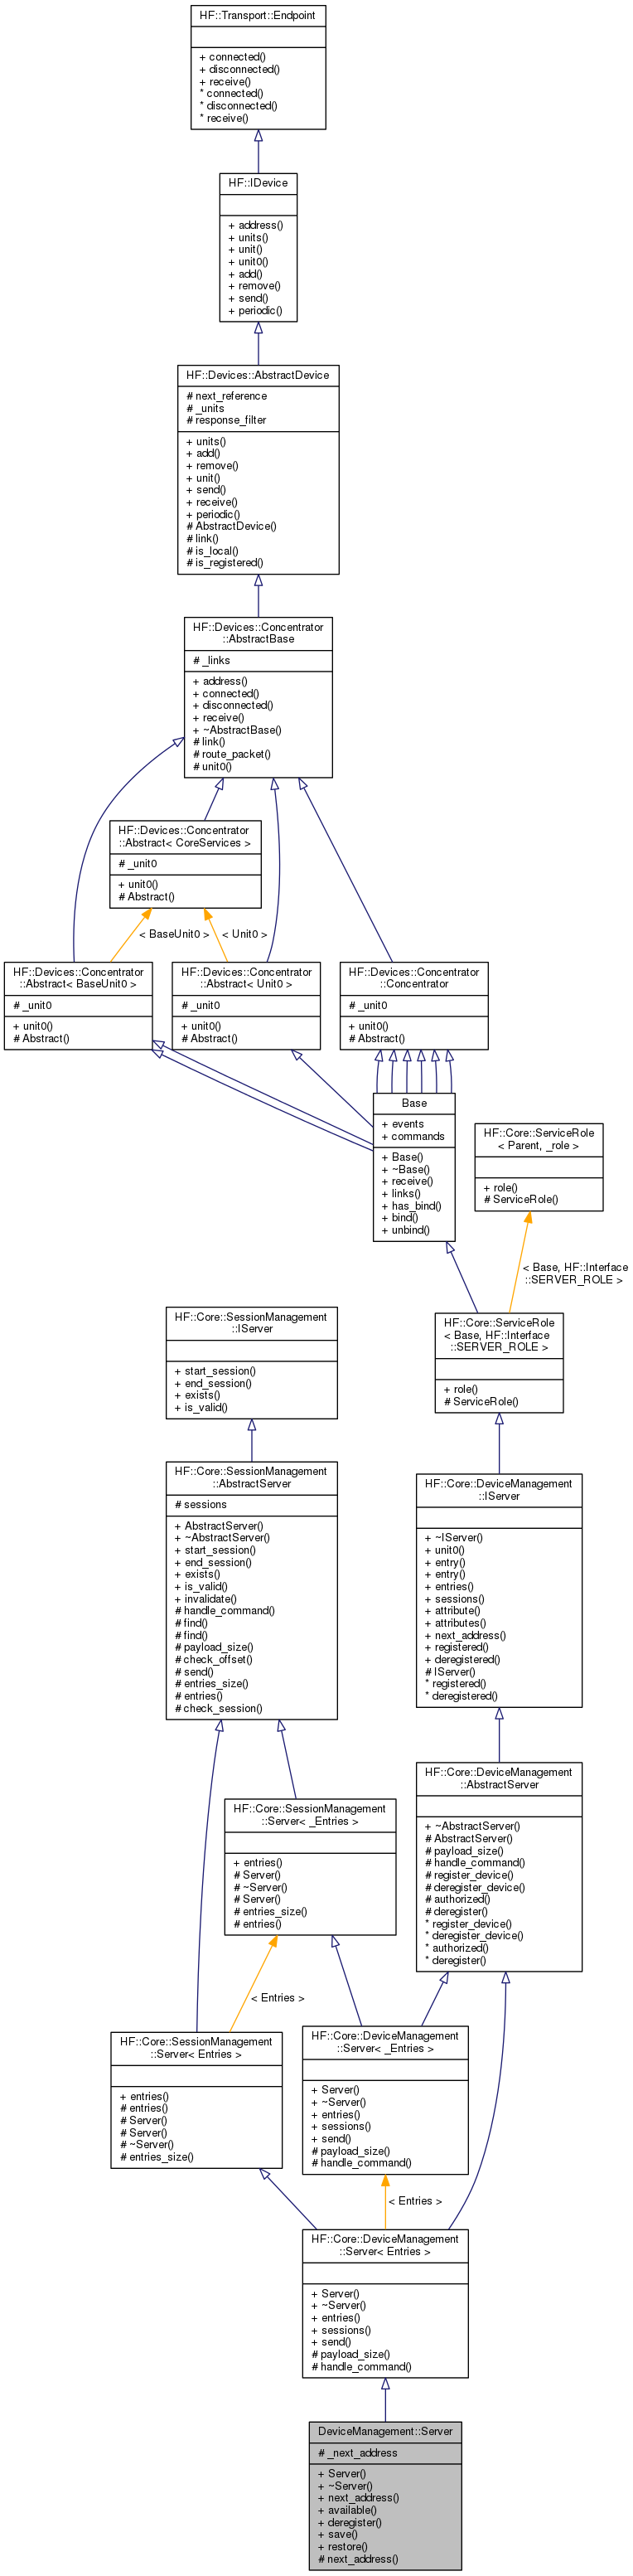 HF::Transport::Endpoint
+ connected()
+ disconnected()
+ receive()
* connected()
* disconnected()
* receive()
HF::IDevice
+ address()
+ units()
+ unit()
+ unit0()
+ add()
+ remove()
+ send()
+ periodic()
HF::Devices::AbstractDevice
# next_reference
# _units
# response_filter
+ units()
+ add()
+ remove()
+ unit()
+ send()
+ receive()
+ periodic()
# AbstractDevice()
# link()
# is_local()
# is_registered()
HF::Devices::Concentrator
::AbstractBase
# _links
+ address()
+ connected()
+ disconnected()
+ receive()
+ ~AbstractBase()
# link()
# route_packet()
# unit0()
HF::Devices::Concentrator
::Abstract< CoreServices >
# _unit0
+ unit0()
# Abstract()
< BaseUnit0 >
< Unit0 >
HF::Devices::Concentrator
::Abstract< BaseUnit0 >
# _unit0
+ unit0()
# Abstract()
HF::Devices::Concentrator
::Abstract< Unit0 >
# _unit0
+ unit0()
# Abstract()
HF::Devices::Concentrator
::Concentrator
# _unit0
+ unit0()
# Abstract()
Base
+ events
+ commands
+ Base()
+ ~Base()
+ receive()
+ links()
+ has_bind()
+ bind()
+ unbind()
HF::Core::ServiceRole
< Parent, _role >
+ role()
# ServiceRole()
< Base, HF::Interface
::SERVER_ROLE >
HF::Core::ServiceRole
< Base, HF::Interface
::SERVER_ROLE >
+ role()
# ServiceRole()
HF::Core::SessionManagement
::IServer
+ start_session()
+ end_session()
+ exists()
+ is_valid()
HF::Core::SessionManagement
::AbstractServer
# sessions
+ AbstractServer()
+ ~AbstractServer()
+ start_session()
+ end_session()
+ exists()
+ is_valid()
+ invalidate()
# handle_command()
# find()
# find()
# payload_size()
# check_offset()
# send()
# entries_size()
# entries()
# check_session()
HF::Core::DeviceManagement
::IServer
+ ~IServer()
+ unit0()
+ entry()
+ entry()
+ entries()
+ sessions()
+ attribute()
+ attributes()
+ next_address()
+ registered()
+ deregistered()
# IServer()
* registered()
* deregistered()
HF::Core::DeviceManagement
::AbstractServer
+ ~AbstractServer()
# AbstractServer()
# payload_size()
# handle_command()
# register_device()
# deregister_device()
# authorized()
# deregister()
* register_device()
* deregister_device()
* authorized()
* deregister()
HF::Core::SessionManagement
::Server< _Entries >
+ entries()
# Server()
# ~Server()
# Server()
# entries_size()
# entries()
< Entries >
HF::Core::SessionManagement
::Server< Entries >
+ entries()
# entries()
# Server()
# Server()
# ~Server()
# entries_size()
HF::Core::DeviceManagement
::Server< _Entries >
+ Server()
+ ~Server()
+ entries()
+ sessions()
+ send()
# payload_size()
# handle_command()
< Entries >
HF::Core::DeviceManagement
::Server< Entries >
+ Server()
+ ~Server()
+ entries()
+ sessions()
+ send()
# payload_size()
# handle_command()
DeviceManagement::Server
# _next_address
+ Server()
+ ~Server()
+ next_address()
+ available()
+ deregister()
+ save()
+ restore()
# next_address()